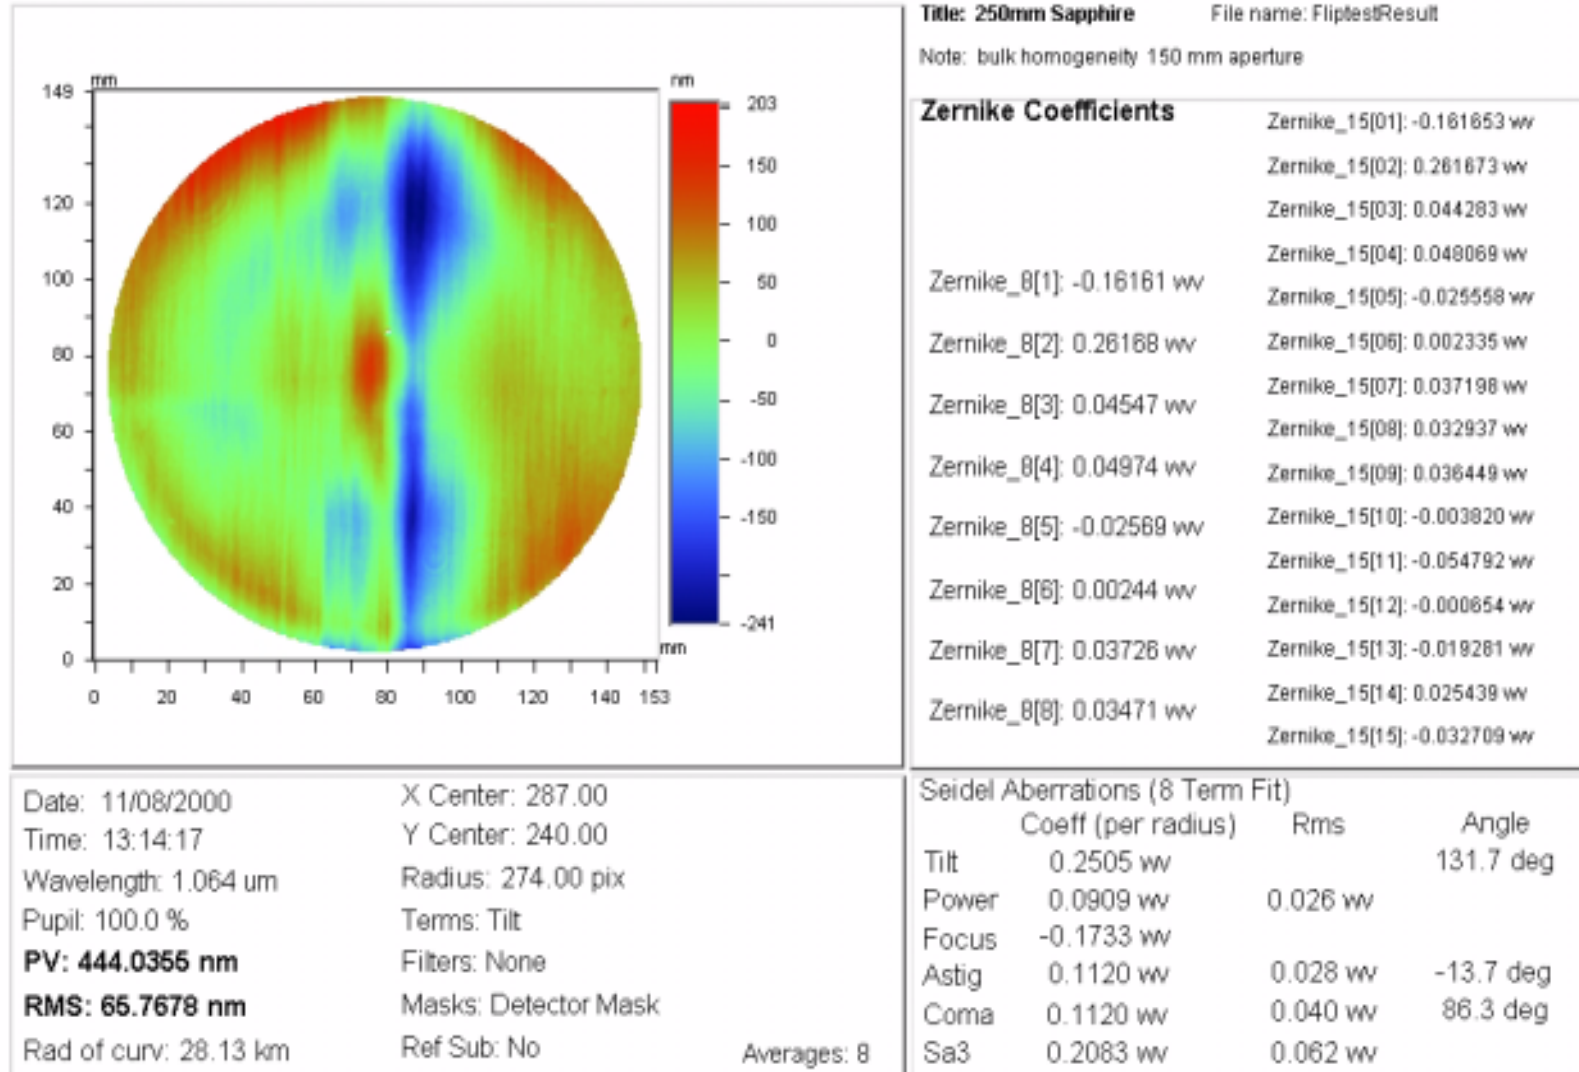 Title: 250mm Sapphire File name: FliptestResult
Note: bulk homogeneity 150 mm aperture
mm
nm
149
120
100
80
60
40
20
0
0 20 40 60 80 100 120 140 153
mm
203
150
100
50
0
-50
-100
-150
-241
Zernike Coefficients
Zernike_8[1]: -0.16161 wv
Zernike_8[2]: 0.26168 wv
Zernike_8[3]: 0.04547 wv
Zernike_8[4]: 0.04974 wv
Zernike_8[5]: -0.02569 wv
Zernike_8[6]: 0.00244 wv
Zernike_8[7]: 0.03726 wv
Zernike_8[8]: 0.03471 wv
Zernike_15[01]: -0.161653 wv
Zernike_15[02]: 0.261673 wv
Zernike_15[03]: 0.044283 wv
Zernike_15[04]: 0.048069 wv
Zernike_15[05]: -0.025558 wv
Zernike_15[06]: 0.002335 wv
Zernike_15[07]: 0.037198 wv
Zernike_15[08]: 0.032937 wv
Zernike_15[09]: 0.036449 wv
Zernike_15[10]: -0.003820 wv
Zernike_15[11]: -0.054792 wv
Zernike_15[12]: -0.000654 wv
Zernike_15[13]: -0.019281 wv
Zernike_15[14]: 0.025439 wv
Zernike_15[15]: -0.032709 wv
Date: 11/08/2000
Time: 13:14:17
Wavelength: 1.064 um
Pupil: 100.0 %
PV: 444.0355 nm
RMS: 65.7678 nm
Rad of curv: 28.13 km
X Center: 287.00
Y Center: 240.00
Radius: 274.00 pix
Terms: Tilt
Filters: None
Masks: Detector Mask
Ref Sub: No
Averages: 8
Seidel Aberrations (8 Term Fit)
Coeff (per radius) Rms Angle
Tilt 0.2505 wv 131.7 deg
Power 0.0909 wv 0.026 wv
Focus -0.1733 wv
Astig 0.1120 wv 0.028 wv -13.7 deg
Coma 0.1120 wv 0.040 wv 86.3 deg
Sa3 0.2083 wv 0.062 wv